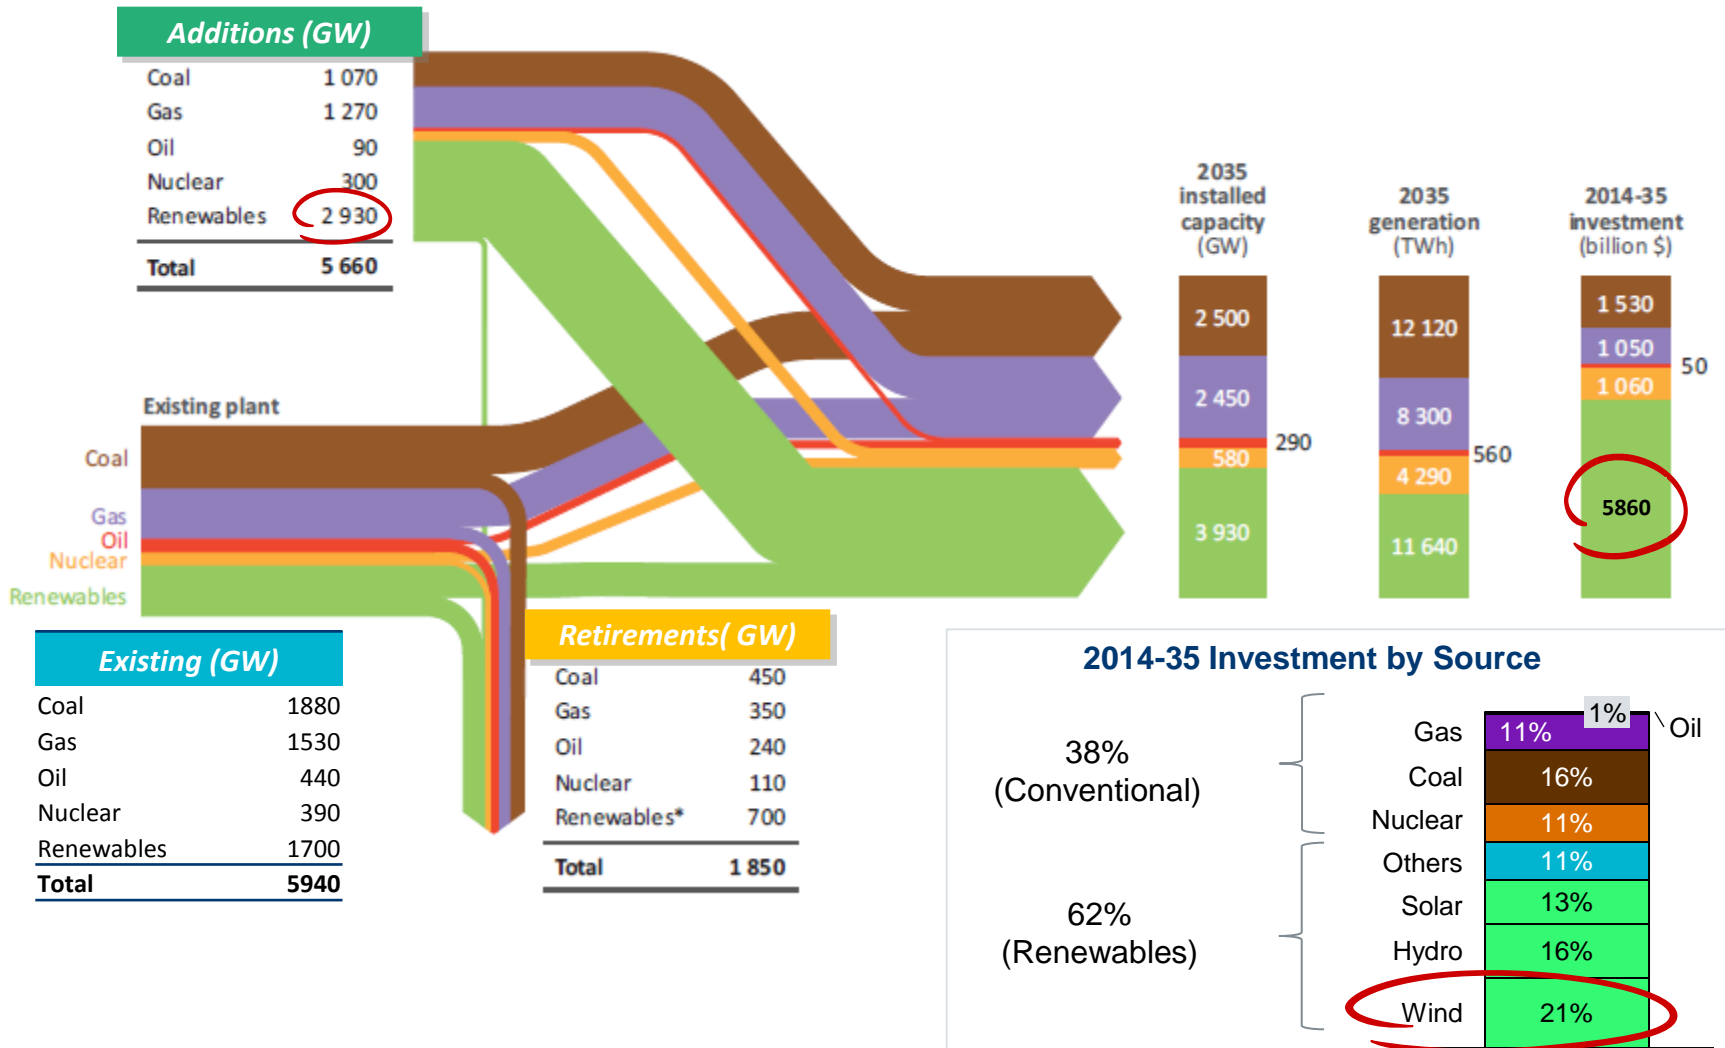 Additions (GW)
Coal 1 070
Gas 1 270
Oil 90
Nuclear 300
Renewables 2 930
Total 5 660
Existing plant
Coal
Gas
Oil
Nuclear
Renewables
2035
installed
capacity
(GW)
2 500
2 450
290
580
3 930
2035
generation
(TWh)
12 120
8 300
560
4 290
11 640
2014-35
investment
(billion $)
1 530
1 050
50
1 060
5860
Existing (GW)
Coal 1880
Gas 1530
Oil 440
Nuclear 390
Renewables 1700
Total 5940
Retirements( GW)
Coal 450
Gas 350
Oil 240
Nuclear 110
Renewables* 700
Total 1 850
2014-35 Investment by Source
38%
(Conventional)
62%
(Renewables)
1% Oil
Gas 11%
Coal 16%
Nuclear 11%
Others 11%
Solar 13%
Hydro 16%
Wind 21%